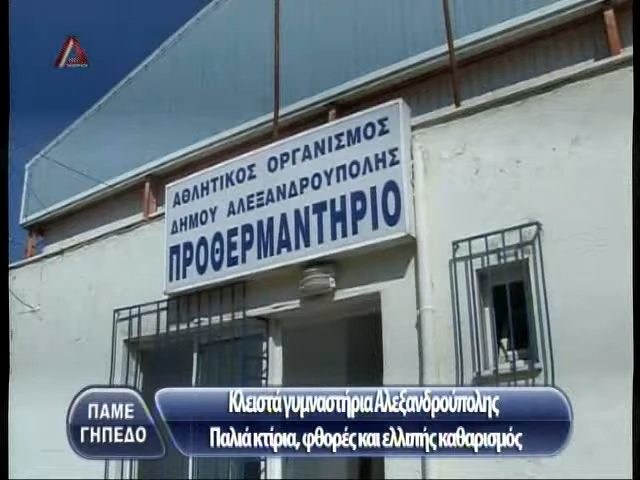 ΑΘΛΗΤΙΚΟΣ ΟΡΓΑΝΙΣΜΟΣ
ΔΗΜΟΥ ΑΛΕΞΑΝΔΡΟΥΠΟΛΗΣ
ΠΡΟΘΕΡΜΑΝΤΗΡΙΟ
ΠΑΜΕ
ΓΗΠΕΔΟ
Κλειστά γυμναστήρια Αλεξανδρούπολης
Παλιά κτίρια, φθορές και ελλιπής καθαρισμός